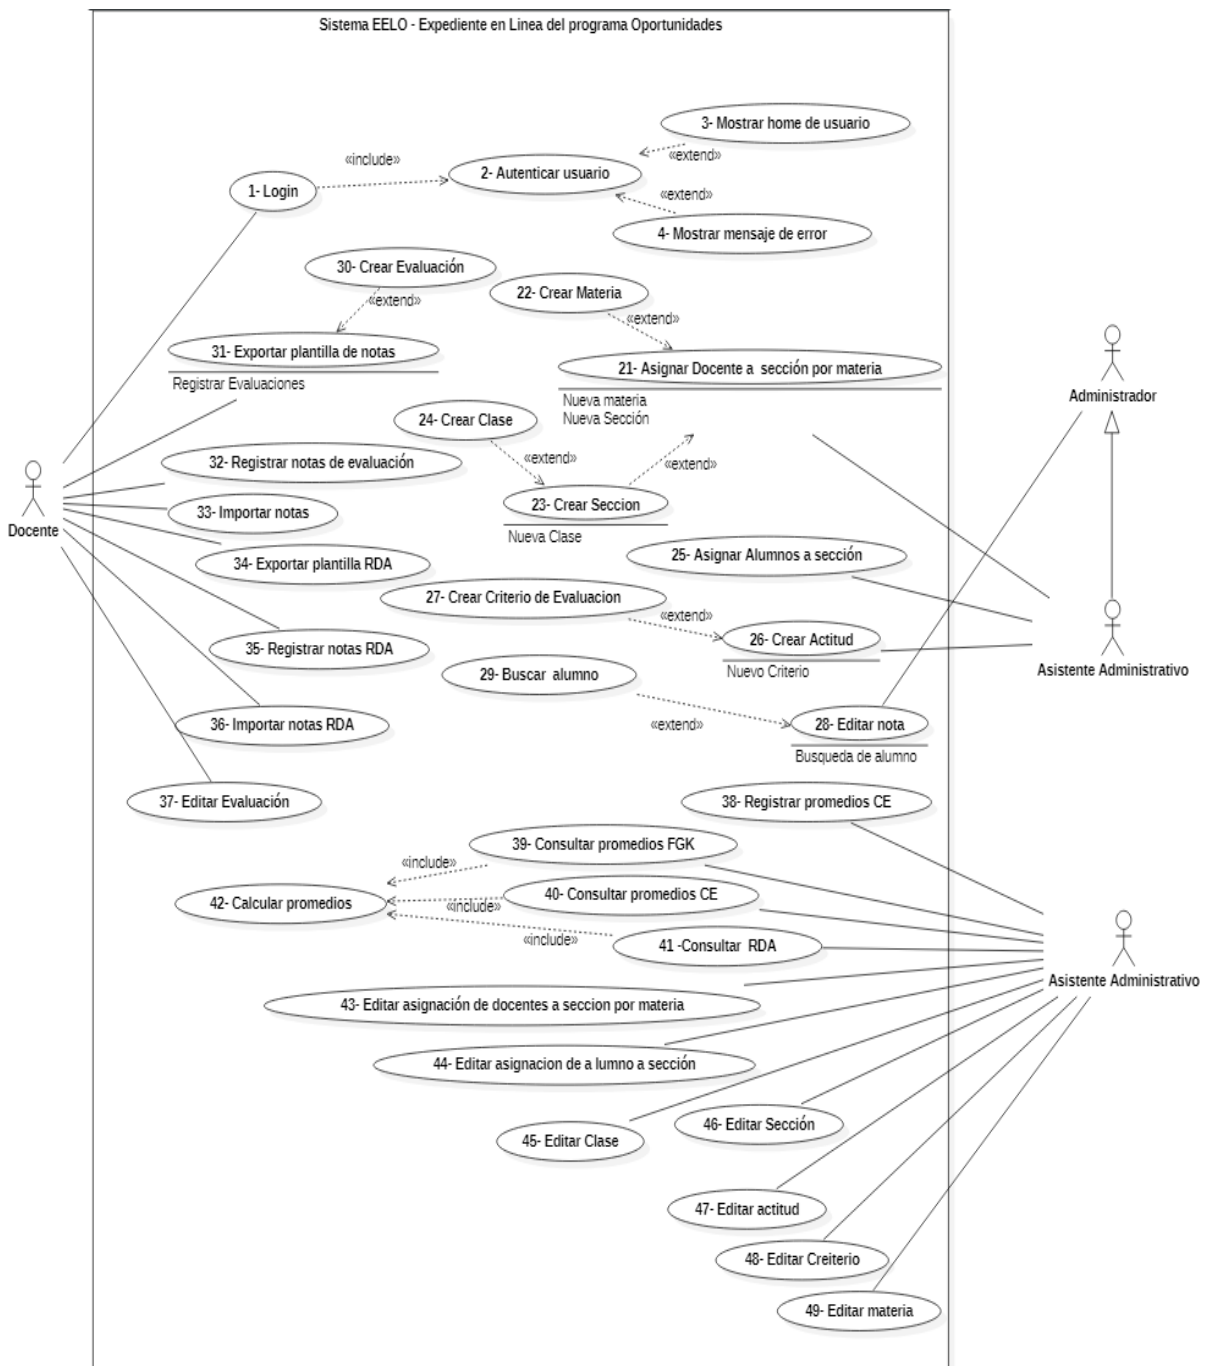 Sistema EELO - Expediente en Linea del programa Oportunidades
3- Mostrar home de usuario
«extend»
«include»
2- Autenticar usuario
1- Login
«extend»
4- Mostrar mensaje de error
30- Crear Evaluación
«extend»
22- Crear Materia
«extend»
31- Exportar plantilla de notas
Registrar Evaluaciones
21- Asignar Docente a sección por materia
Nueva materia
Nueva Sección
Administrador
24- Crear Clase
«extend»
«extend»
32- Registrar notas de evaluación
23- Crear Seccion
Nueva Clase
33- Importar notas
Docente
25- Asignar Alumnos a sección
34- Exportar plantilla RDA
27- Crear Criterio de Evaluacion
«extend»
26- Crear Actitud
Nuevo Criterio
Asistente Administrativo
35- Registrar notas RDA
29- Buscar alumno
«extend»
28- Editar nota
Busqueda de alumno
36- Importar notas RDA
37- Editar Evaluación
38- Registrar promedios CE
39- Consultar promedios FGK
«include»
40- Consultar promedios CE
«include»
42- Calcular promedios
«include»
41 -Consultar RDA
Asistente Administrativo
43- Editar asignación de docentes a seccion por materia
44- Editar asignacion de a lumno a sección
46- Editar Sección
45- Editar Clase
47- Editar actitud
48- Editar Creiterio
49- Editar materia